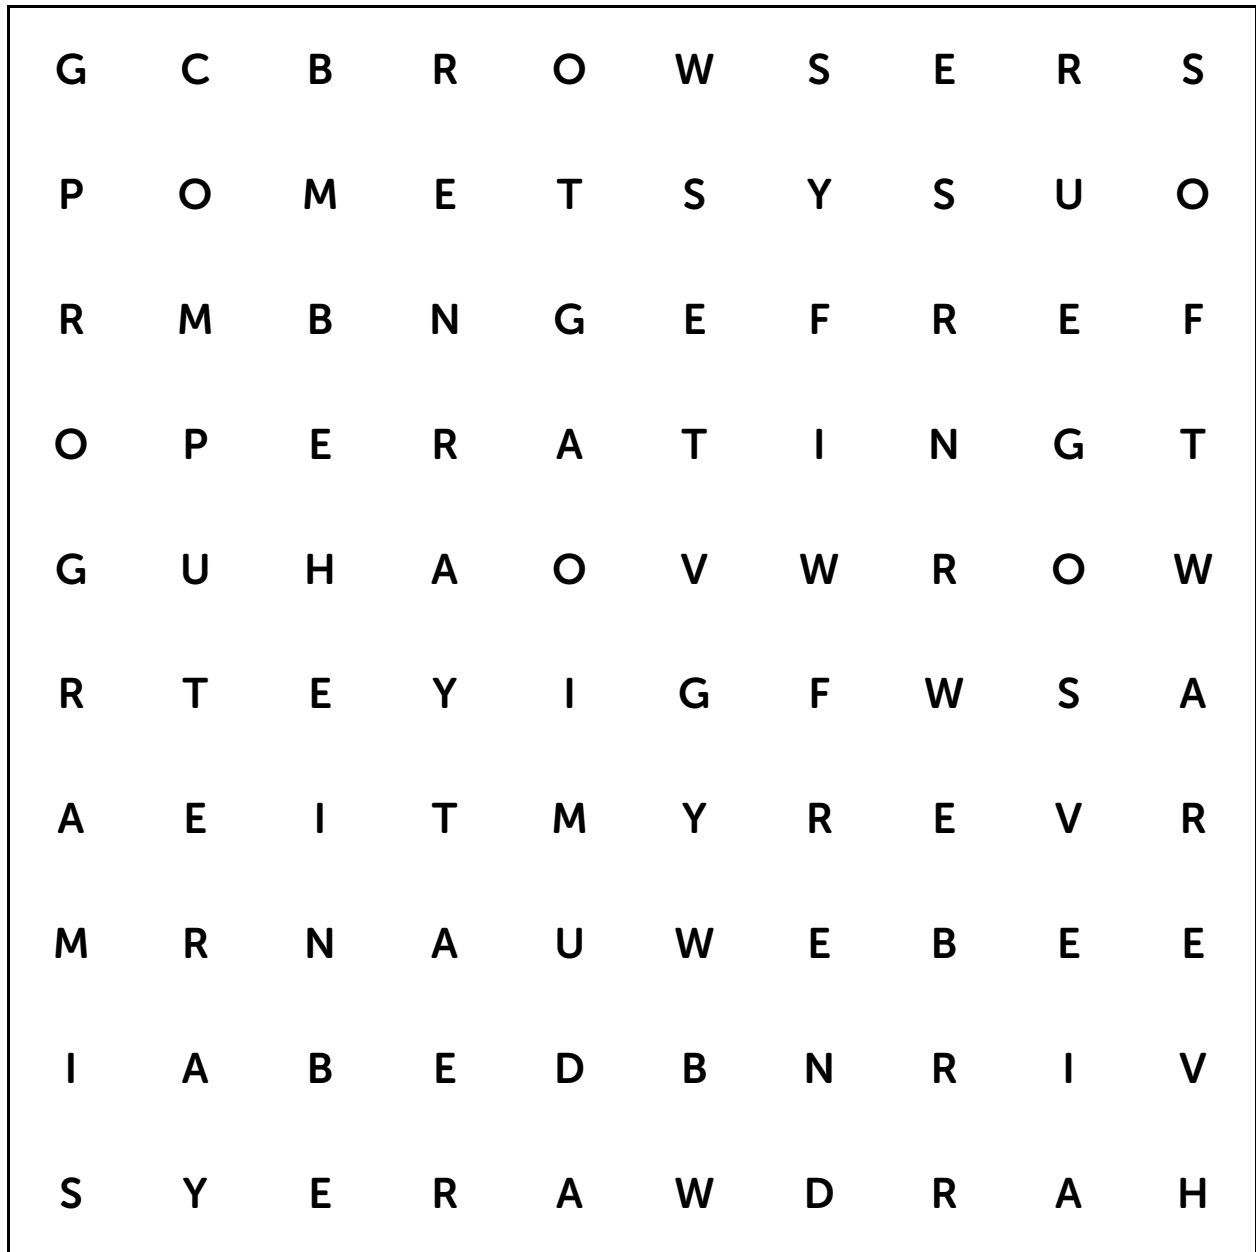 G C B R O W S E R S
P O M E T S Y S U O
R M B N G E F R E F
O P E R A T I N G T
G U H A O V W R O W
R T E Y I G F W S A
A E I T M Y R E V R
M R N A U W E B E E
I A B E D B N R I V
S Y E R A W D R A H